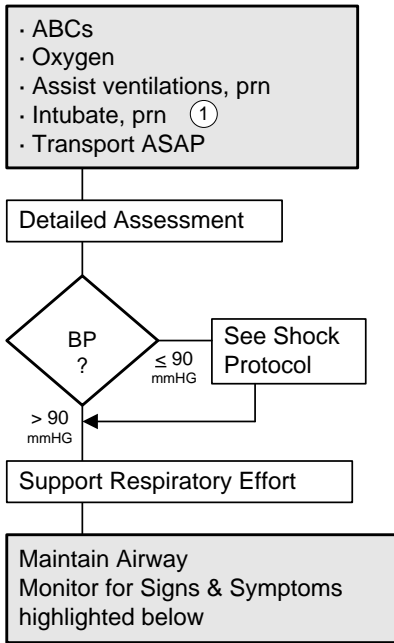 · ABCs
· Oxygen
· Assist ventilations, prn
· Intubate, prn ①
· Transport ASAP
Detailed Assessment
BP
?
≤ 90
mmHG
See Shock
Protocol
> 90
mmHG
Support Respiratory Effort
Maintain Airway
Monitor for Signs & Symptoms
highlighted below